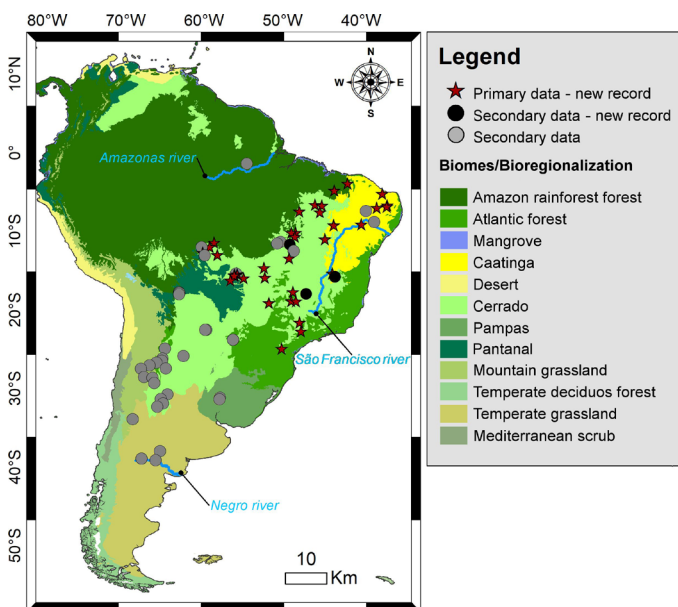 80°W 70°W 60°W 50°W 40°W
10°N
0°
10°S
20°S
30°S
40°S
50°S
N
W E
S
Amazonas river
São Francisco river
Negro river
10
Km
Legend
Primary data - new record
Secondary data - new record
Secondary data
Biomes/Bioregionalization
Amazon rainforest forest
Atlantic forest
Mangrove
Caatinga
Desert
Cerrado
Pampas
Pantanal
Mountain grassland
Temperate deciduos forest
Temperate grassland
Mediterranean scrub